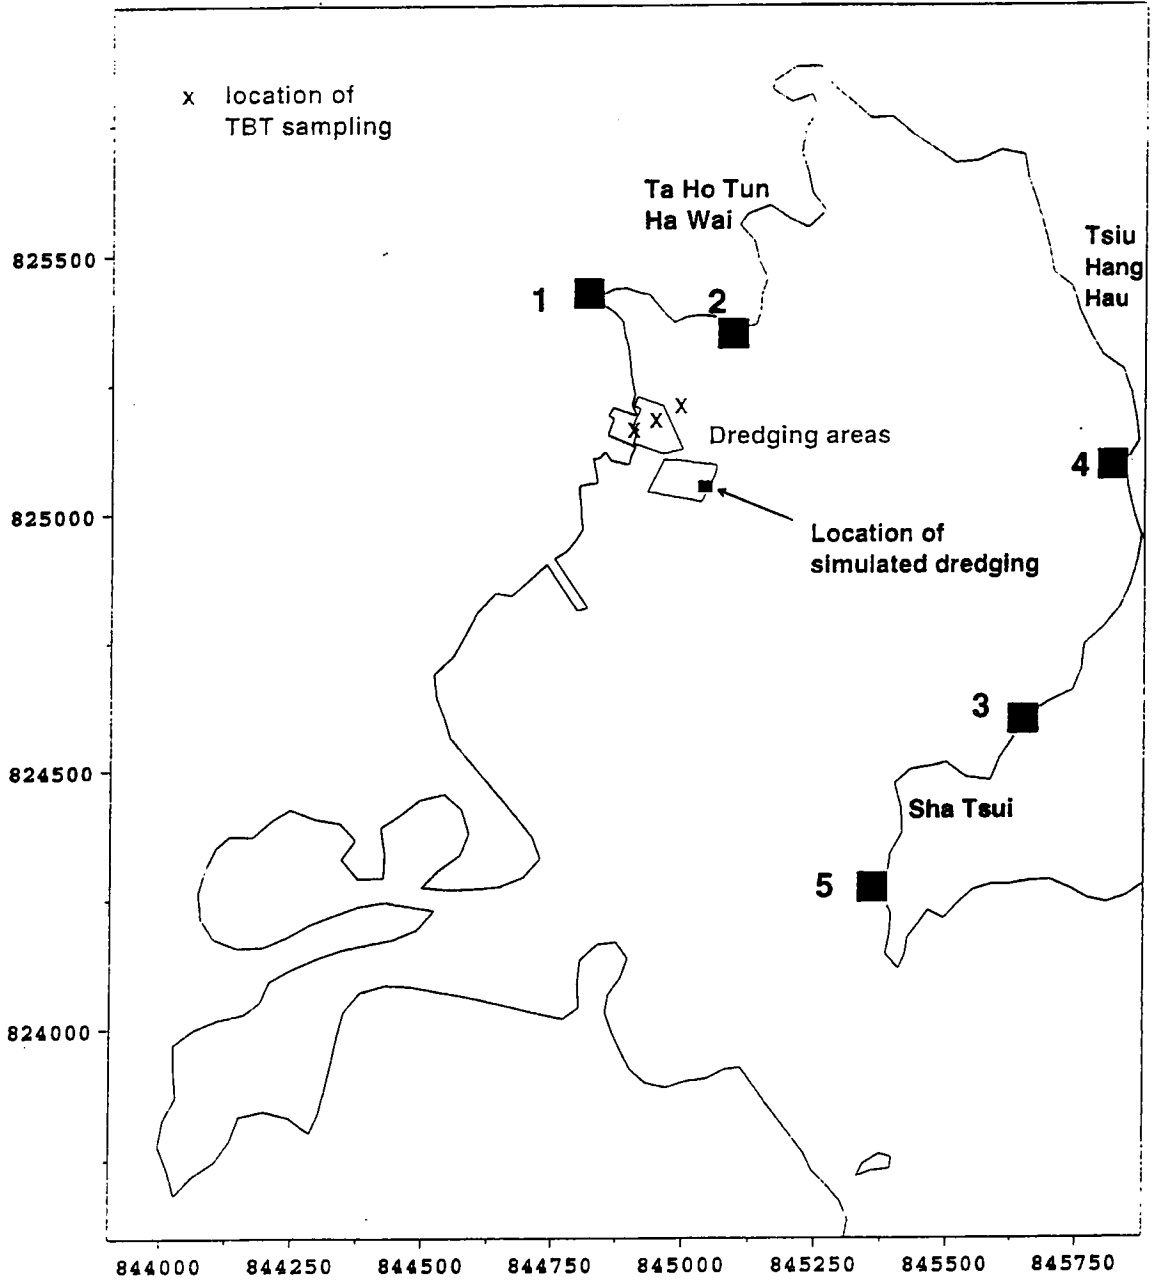 x location of
TBT sampling
Ta Ho Tun
Ha Wai
Tsiu
Hang
Hau
825500
1
2
x
x
x
Dredging areas
4
825000
Location of
simulated dredging
3
824500
Sha Tsui
5
824000
844000 844250 844500 844750 845000 845250 845500 845750